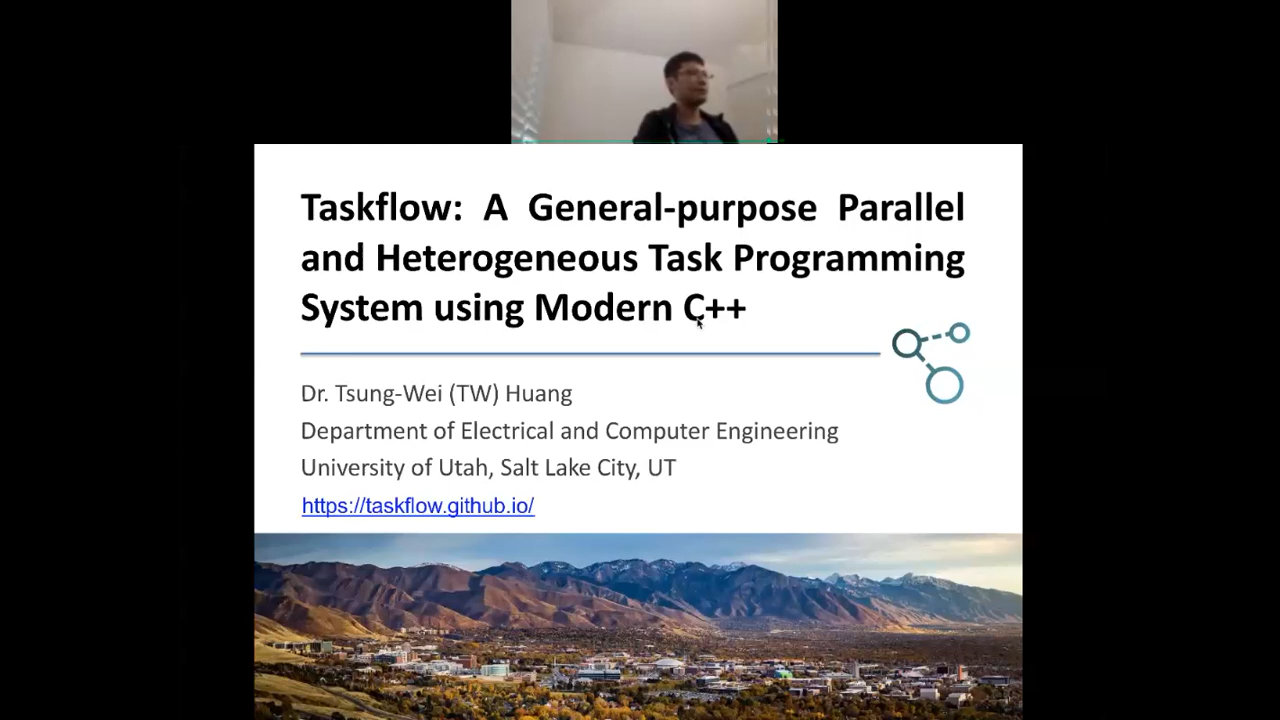 Taskflow: A General-purpose Parallel
and Heterogeneous Task Programming
System using Modern C++
Dr. Tsung-Wei (TW) Huang
Department of Electrical and Computer Engineering
University of Utah, Salt Lake City, UT
https://taskflow.github.io/